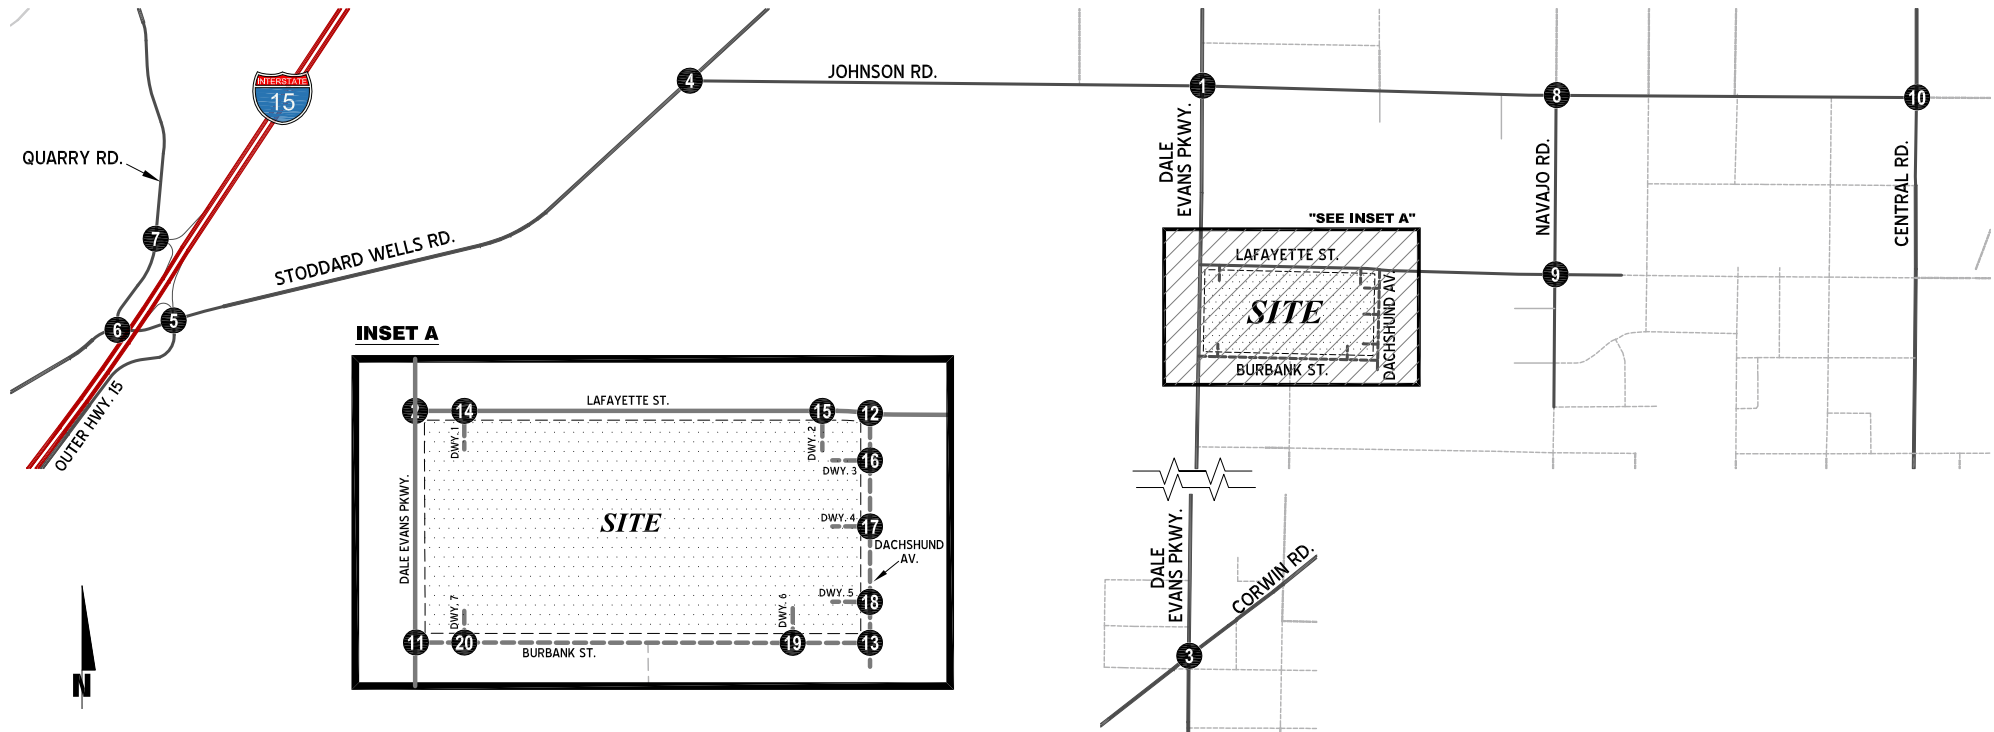 INTERSTATE
15
4
JOHNSON RD.
1
8
10
QUARRY RD.
DALE
EVANS PKWY.
NAVAJO RD.
CENTRAL RD.
7
STODDARD WELLS RD.
"SEE INSET A"
LAFAYETTE ST.
9
SITE
DACHSHUND AV.
BURBANK ST.
6
5
OUTER HWY. 15
INSET A
LAFAYETTE ST.
14
15
12
DWY. 1
DWY. 2
16
DWY. 3
DALE EVANS PKWY.
SITE
DWY. 4
17
DACHSHUND
AV.
DWY. 5
18
DWY. 7
DWY. 6
11
20
BURBANK ST.
19
13
DALE
EVANS PKWY.
CORWIN RD.
3
N